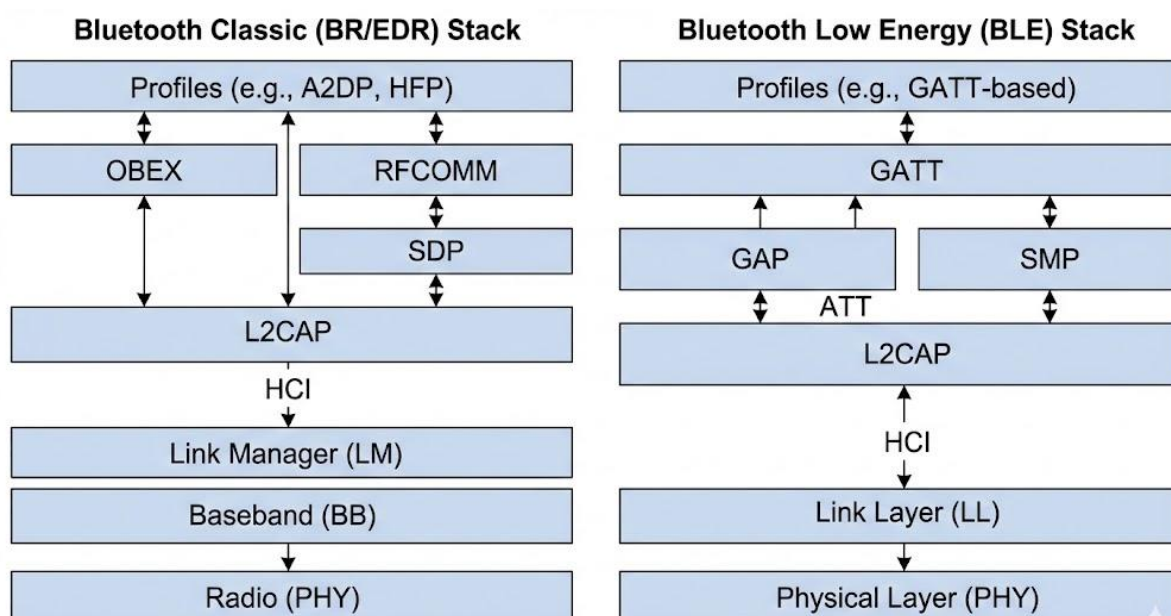 Bluetooth Classic (BR/EDR) Stack
Profiles (e.g., A2DP, HFP)
OBEX
RFCOMM
SDP
L2CAP
HCI
Link Manager (LM)
Baseband (BB)
Radio (PHY)
Bluetooth Low Energy (BLE) Stack
Profiles (e.g., GATT-based)
GATT
GAP
SMP
ATT
L2CAP
HCI
Link Layer (LL)
Physical Layer (PHY)